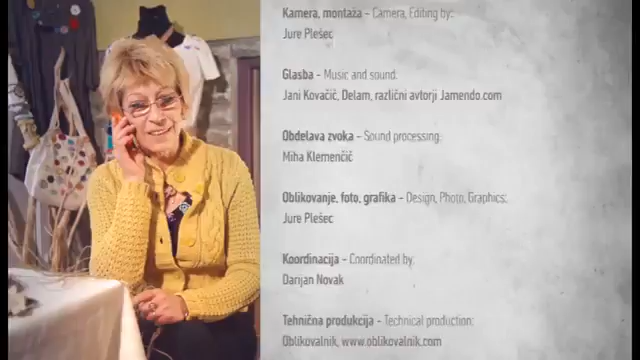 Kamera, montaža - Camera, Editing by:
Jure Plešec
Glasba - Music and sound:
Jani Kovačič, Delam, različni avtorji Jamendo.com
Obdelava zvoka - Sound processing:
Miha Klemenčič
Oblikovanje, foto, grafika - Design, Photo, Graphics:
Jure Plešec
Koordinacija - Coordinated by:
Darijan Novak
Tehnična produkcija - Technical production:
Oblikovalnik, www.oblikovalnik.com